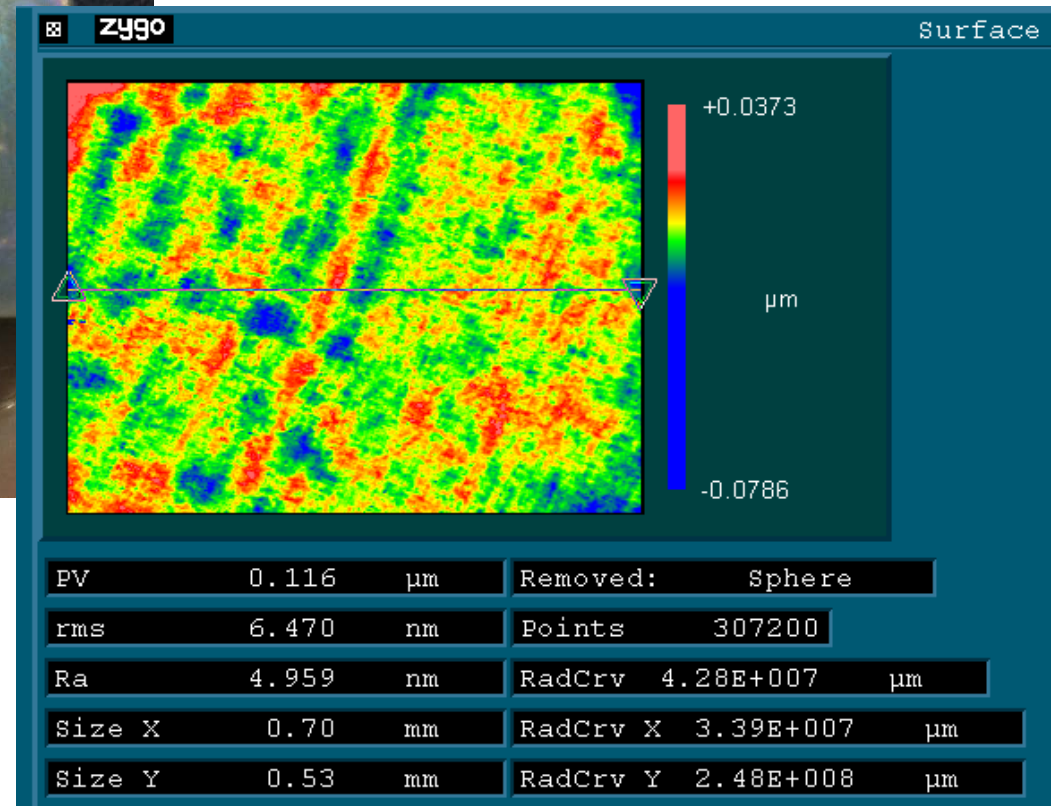 zygo Surface
+0.0373
µm
-0.0786
PV 0.116 µm Removed: Sphere
rms 6.470 nm Points 307200
Ra 4.959 nm RadCrv 4.28E+007 µm
Size X 0.70 mm RadCrv X 3.39E+007 µm
Size Y 0.53 mm RadCrv Y 2.48E+008 µm